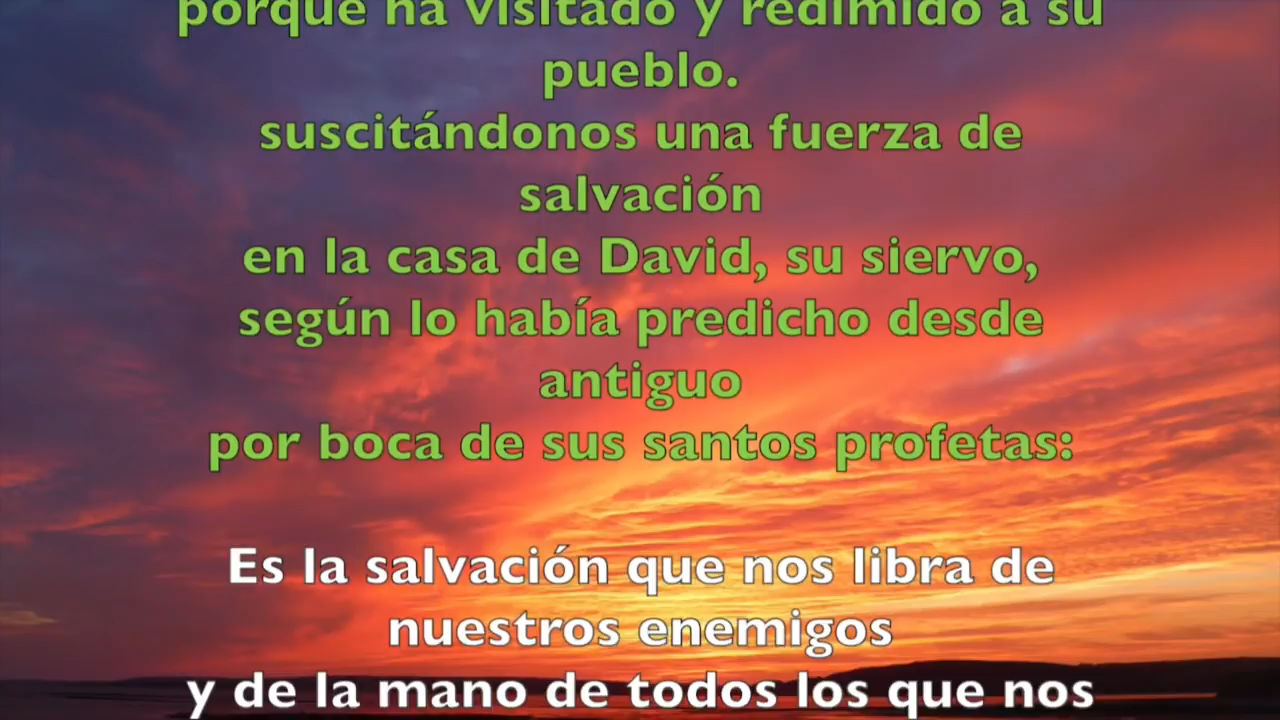 porque ha visitado y redimido a su
pueblo.
suscitándonos una fuerza de
salvación
en la casa de David, su siervo,
según lo había predicho desde
antiguo
por boca de sus santos profetas:
Es la salvación que nos libra de
nuestros enemigos
y de la mano de todos los que nos